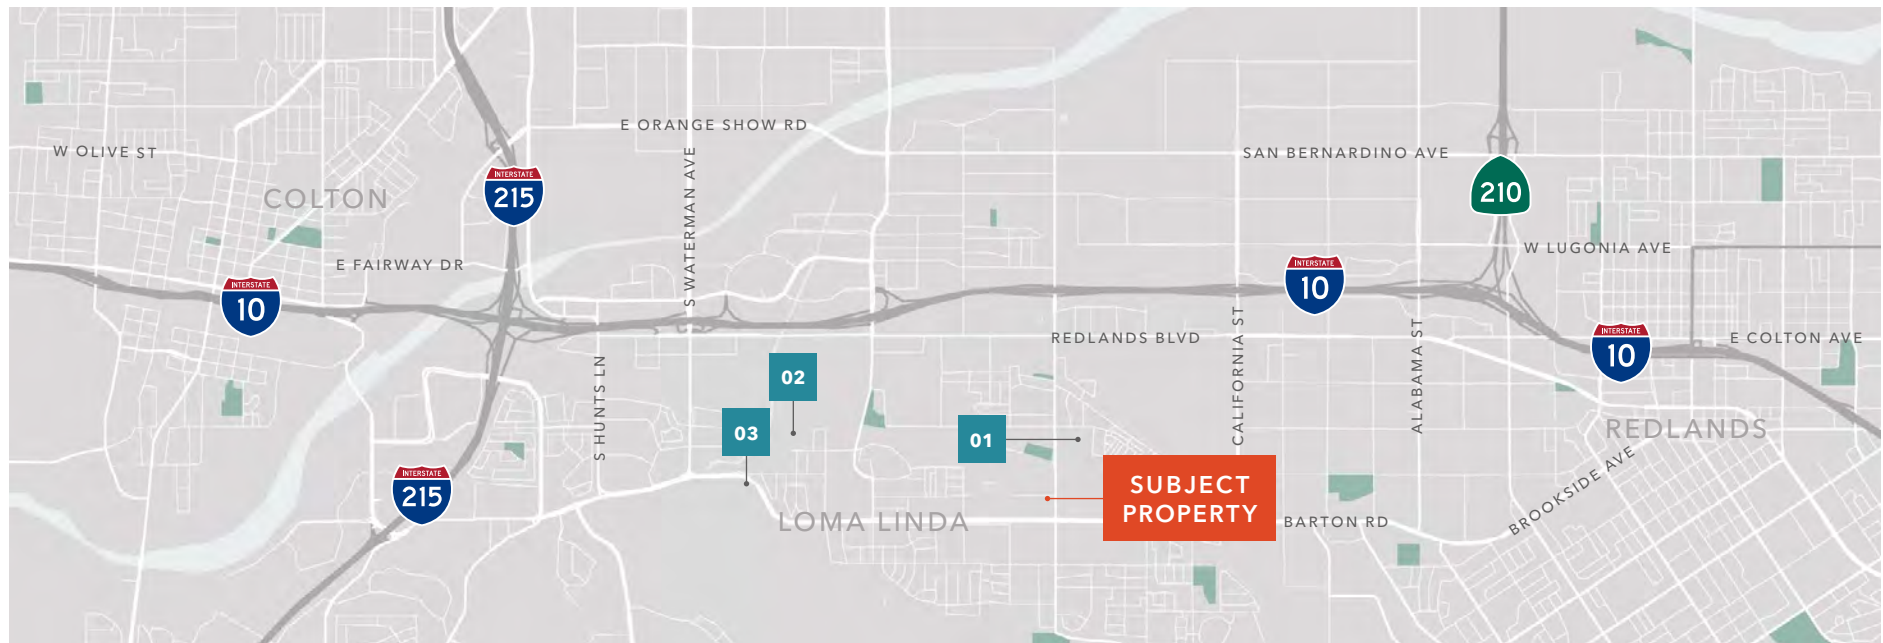 E ORANGE SHOW RD
W OLIVE ST
SAN BERNARDINO AVE
COLTON
INTERSTATE
215
S WATERMAN AVE
210
W LUGONIA AVE
E FAIRWAY DR
INTERSTATE
10
INTERSTATE
10
REDLANDS BLVD
CALIFORNIA ST
ALABAMA ST
INTERSTATE
10
E COLTON AVE
S HUNTS LN
02
03
01
REDLANDS
INTERSTATE
215
SUBJECT
PROPERTY
LOMA LINDA
BARTON RD
BROOKSIDE AVE